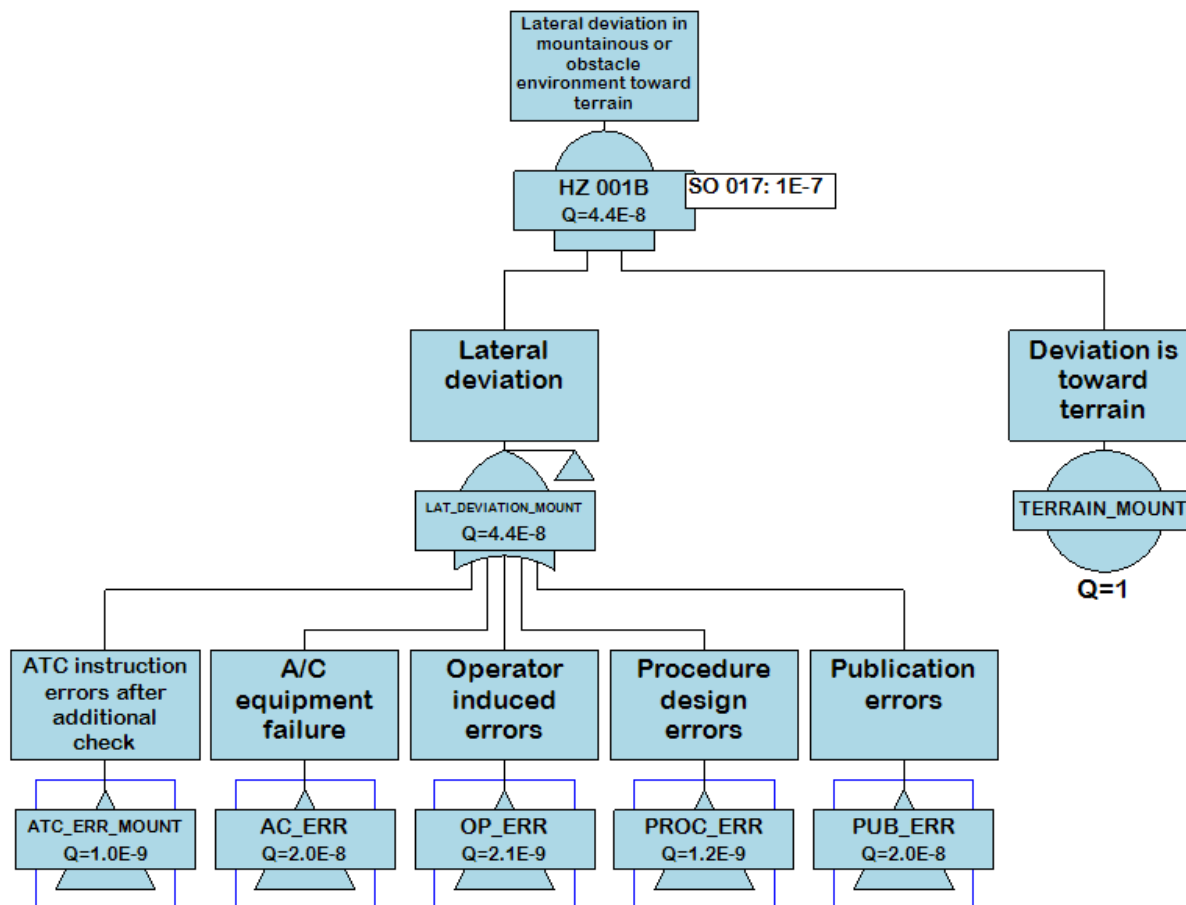 Lateral deviation in
mountainous or
obstacle
environment toward
terrain
HZ 001B
Q=4.4E-8
SO 017: 1E-7
Lateral
deviation
Deviation is
toward
terrain
LAT_DEVIATION_MOUNT
Q=4.4E-8
TERRAIN_MOUNT
Q=1
ATC instruction
errors after
additional
check
A/C
equipment
failure
Operator
induced
errors
Procedure
design
errors
Publication
errors
ATC_ERR_MOUNT
Q=1.0E-9
AC_ERR
Q=2.0E-8
OP_ERR
Q=2.1E-9
PROC_ERR
Q=1.2E-9
PUB_ERR
Q=2.0E-8